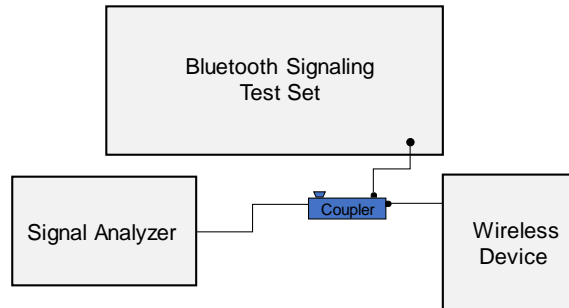 Bluetooth Signaling
Test Set
Signal Analyzer
Coupler
Wireless
Device